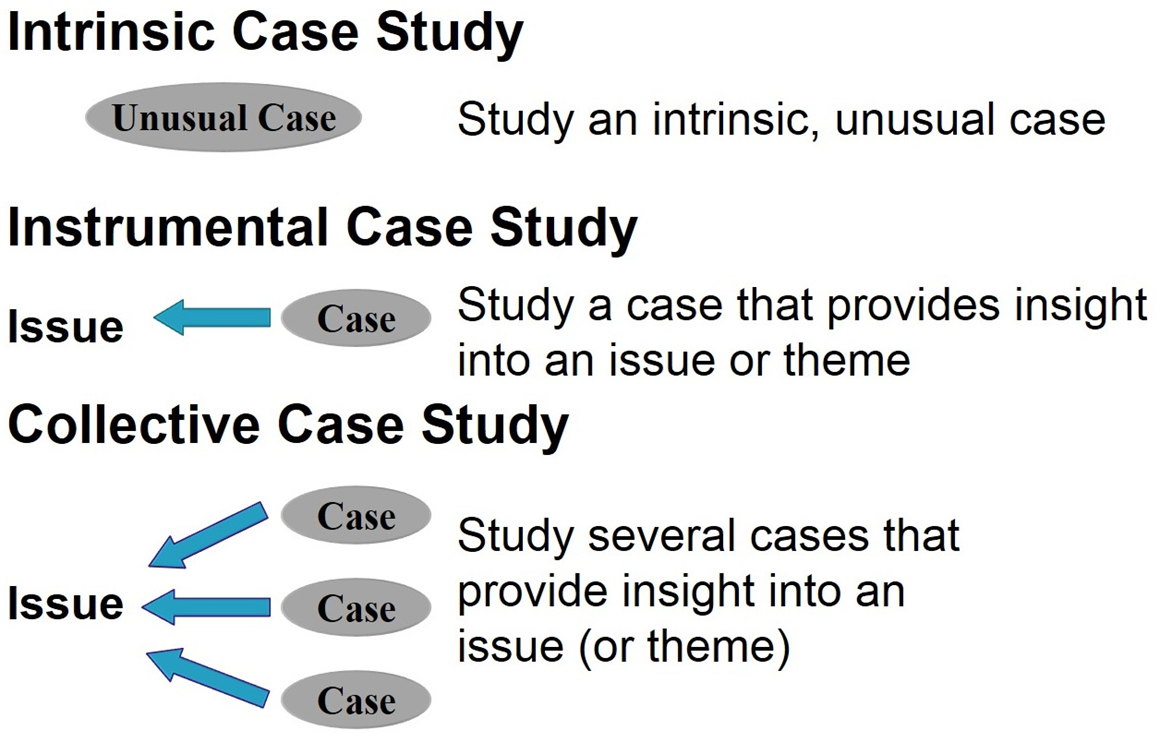 Intrinsic Case Study
Unusual Case
Study an intrinsic, unusual case
Instrumental Case Study
Issue
Case
Study a case that provides insight
into an issue or theme
Collective Case Study
Issue
Case
Case
Case
Study several cases that
provide insight into an
issue (or theme)